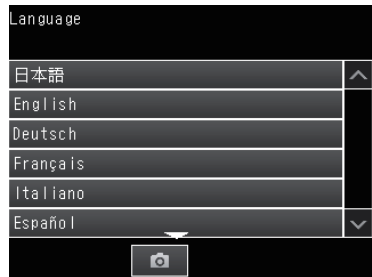 Language
日本語
English
Deutsch
Français
Italiano
Español